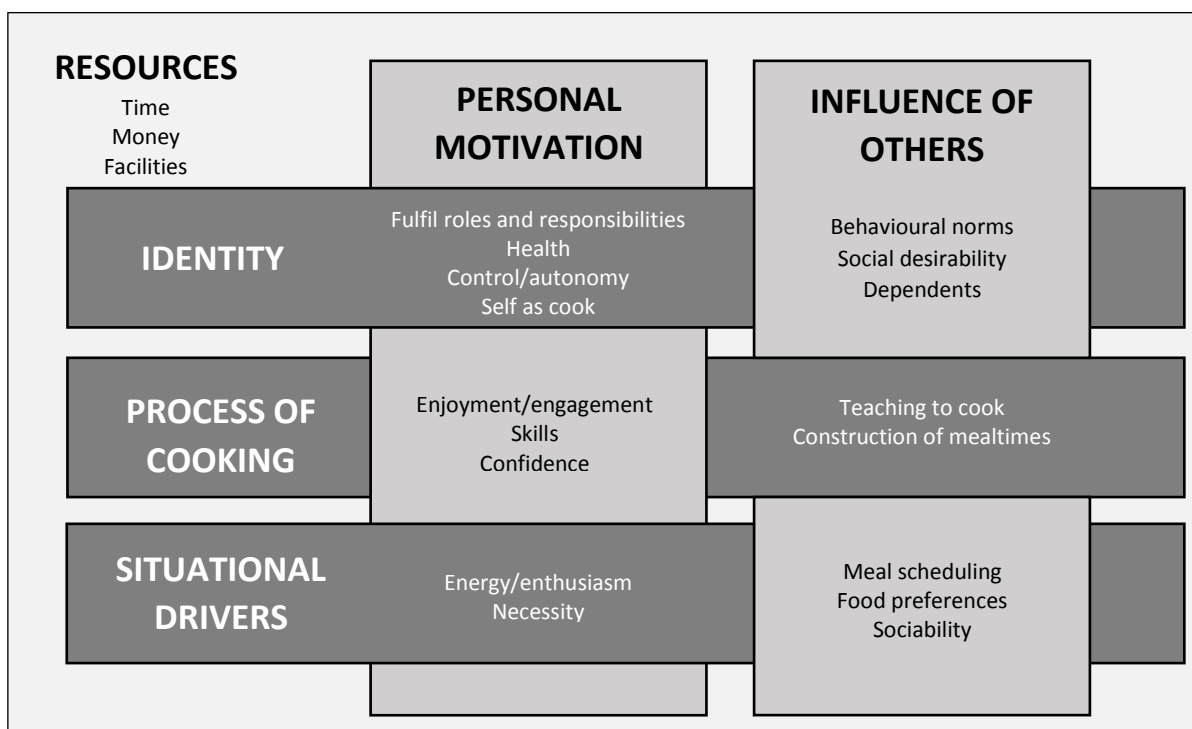 RESOURCES
Time
Money
Facilities
PERSONAL
MOTIVATION
INFLUENCE OF
OTHERS
IDENTITY
Fulfil roles and responsibilities
Health
Control/autonomy
Self as cook
Behavioural norms
Social desirability
Dependents
PROCESS OF
COOKING
Enjoyment/engagement
Skills
Confidence
Teaching to cook
Construction of mealtimes
SITUATIONAL
DRIVERS
Energy/enthusiasm
Necessity
Meal scheduling
Food preferences
Sociability